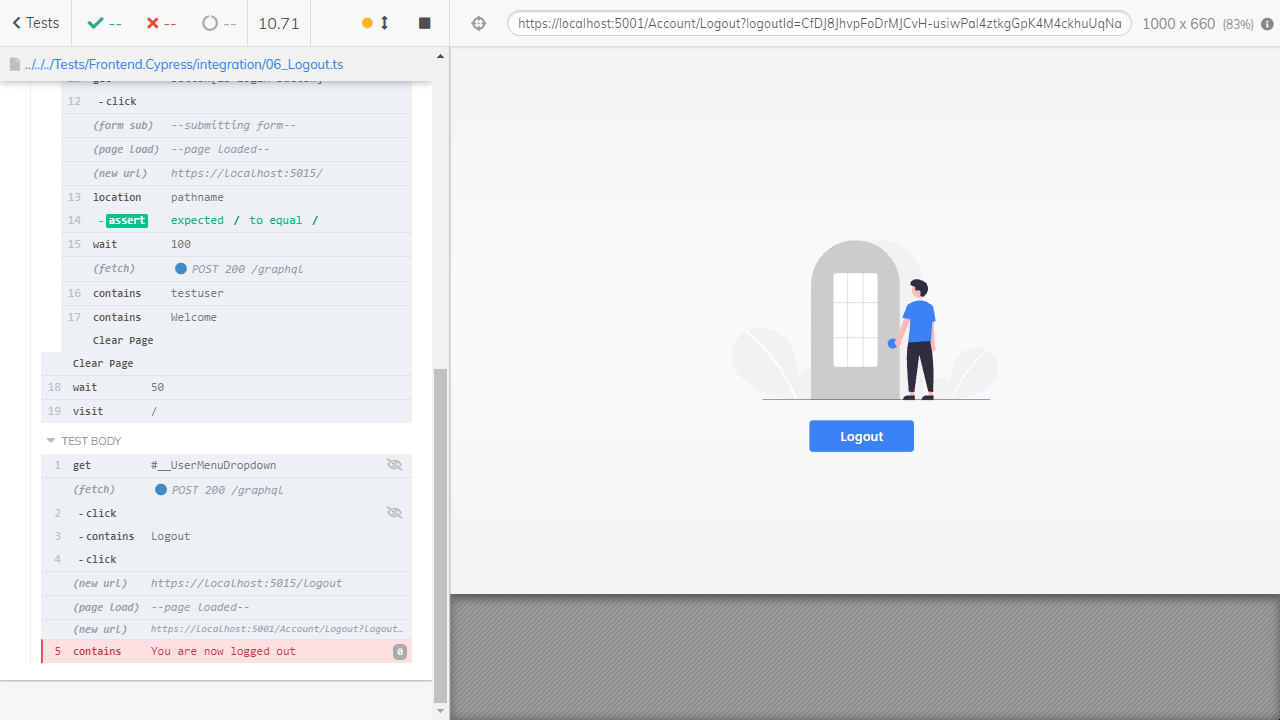 Tests
--
--
--
10.71
https://localhost:5001/Account/Logout?logoutId=CfDJ8JhvpFoDrMJCvH-usiwPal4ztkgGpK4M4ckhuUqNa
1000 x 660 (83%)
../../../Tests/Frontend.Cypress/integration/06_Logout.ts
12 -click
(form sub) --submitting form--
(page load) --page loaded--
(new url) https://localhost:5015/
13 location pathname
14 -assert expected / to equal /
15 wait 100
(fetch) POST 200 /graphql
16 contains testuser
17 contains Welcome
Clear Page
Clear Page
18 wait 50
19 visit /
TEST BODY
1 get #__UserMenuDropdown
(fetch) POST 200 /graphql
2 -click
3 -contains Logout
4 -click
(new url) https://localhost:5015/logout
(page load) --page loaded--
(new url) https://localhost:5001/Account/Logout?logout…
5 contains You are now logged out 0
Logout